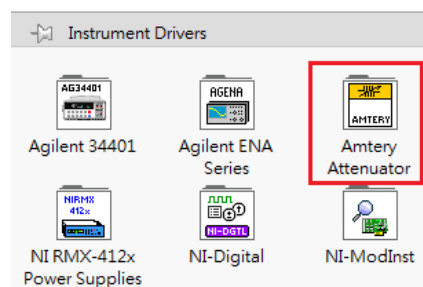 Instrument Drivers
AG34401
AGENA
AMTERY
Agilent 34401
Agilent ENA
Series
Amtery
Attenuator
NIRMX
412x
NI-DGTL
NI RMX-412x
Power Supplies
NI-Digital
NI-ModInst